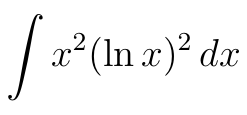 ∫ x²(ln x)² dx